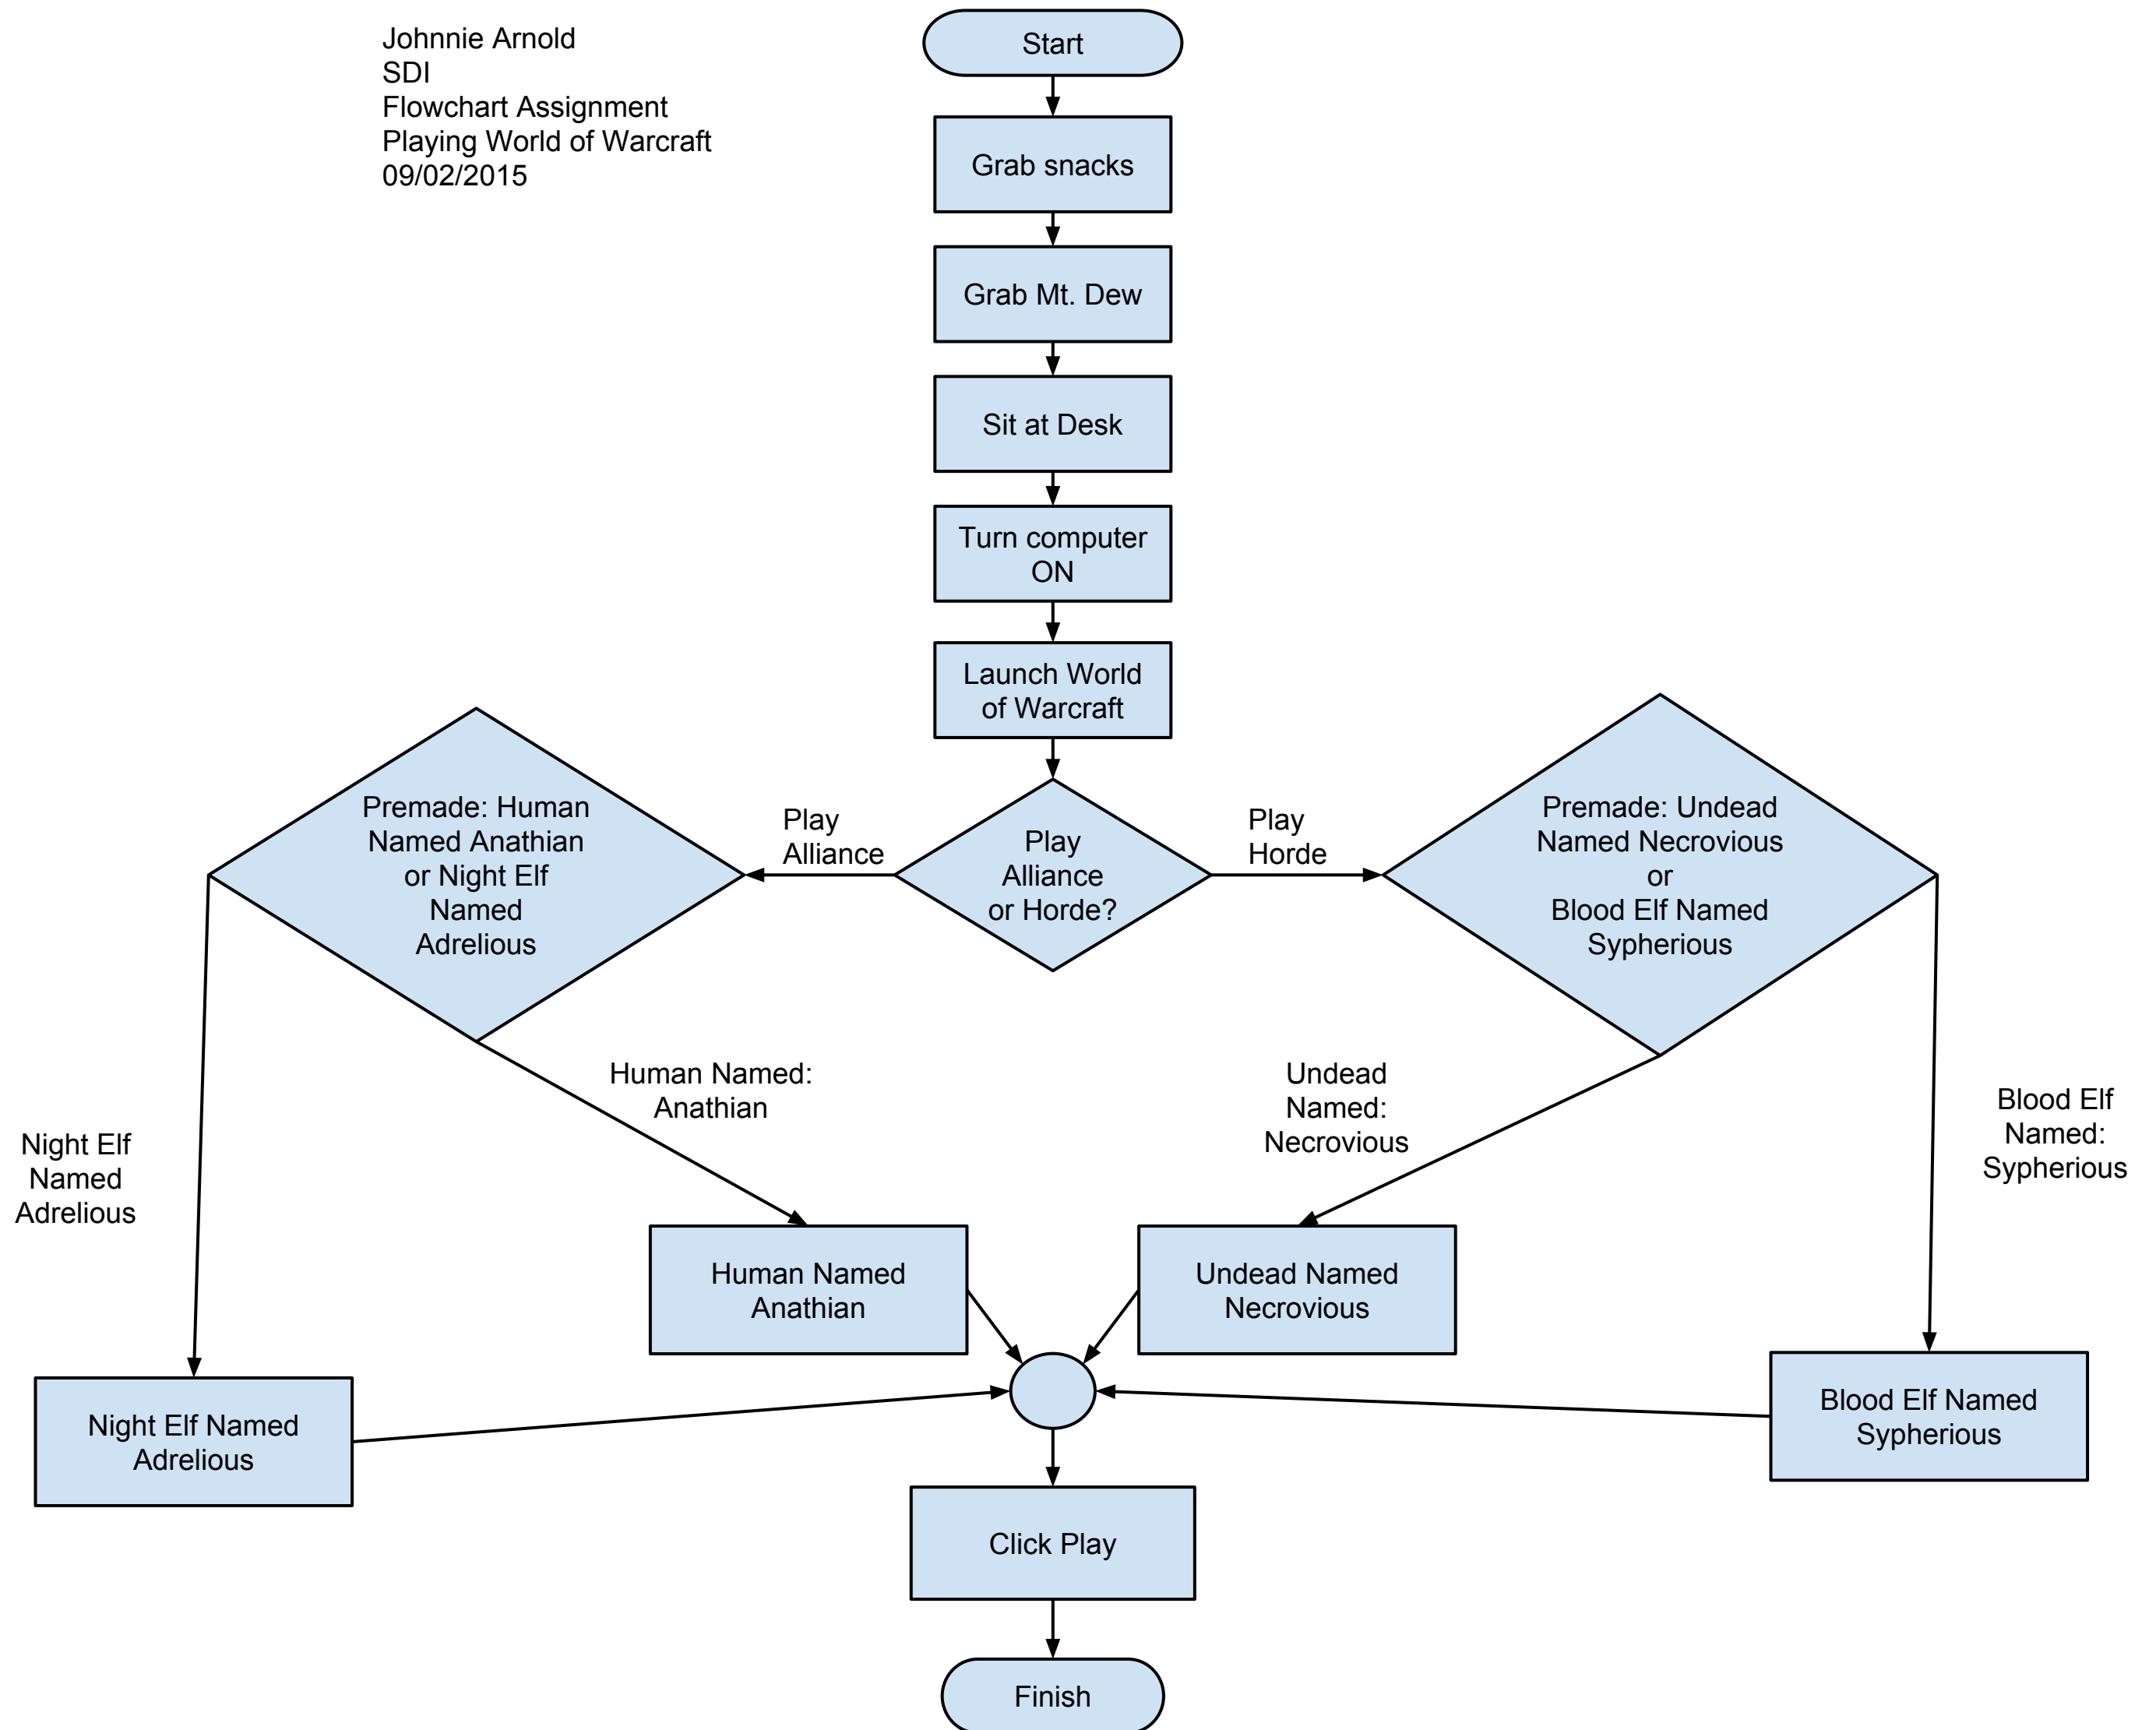 Johnnie Arnold
SDI
Flowchart Assignment
Playing World of Warcraft
09/02/2015
Start
Grab snacks
Grab Mt. Dew
Sit at Desk
Turn computer
ON
Launch World
of Warcraft
Premade: Human
Named Anathian
or Night Elf
Named
Adrelious
Play
Alliance
Play
Alliance
or Horde?
Play
Horde
Premade: Undead
Named Necrovious
or
Blood Elf Named
Sypherious
Night Elf
Named
Adrelious
Human Named:
Anathian
Undead
Named:
Necrovious
Blood Elf
Named:
Sypherious
Human Named
Anathian
Undead Named
Necrovious
Night Elf Named
Adrelious
Blood Elf Named
Sypherious
Click Play
Finish